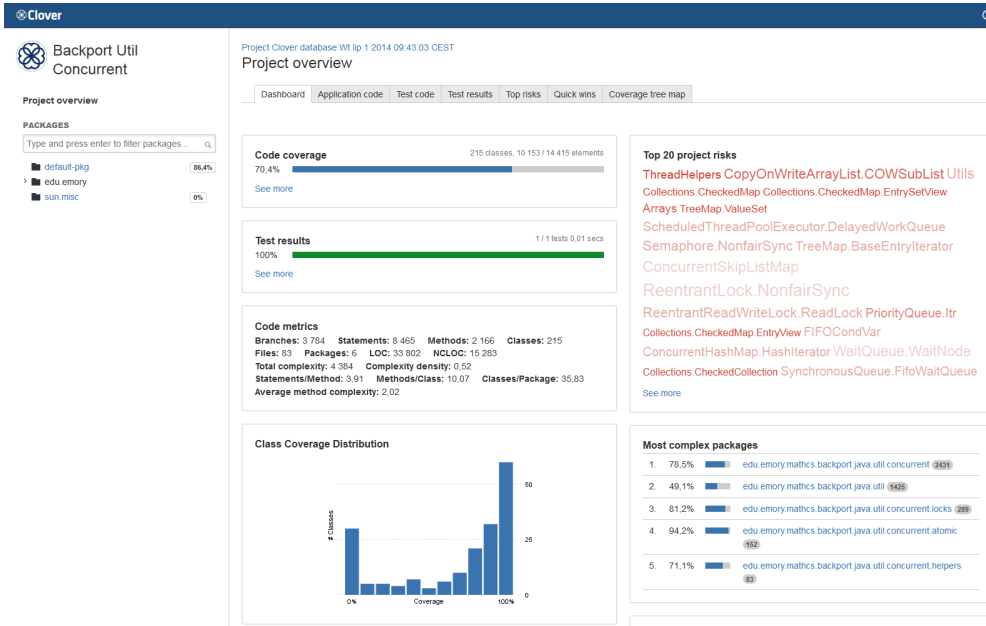 Clover
Backport Util
Concurrent
Project overview
PACKAGES
Type and press enter to filter packages...
default-pkg 86,4%
edu.emory
sun.misc 0%
Project Clover database Wt lip 1 2014 09:43:03 CEST
Project overview
Dashboard Application code Test code Test results Top risks Quick wins Coverage tree map
Code coverage 215 classes, 10 153 / 14 415 elements
70,4%
See more
Test results 1 / 1 tests 0,01 secs
100%
See more
Code metrics
Branches: 3 784 Statements: 8 465 Methods: 2 166 Classes: 215
Files: 83 Packages: 6 LOC: 33 802 NCLOC: 15 283
Total complexity: 4 384 Complexity density: 0,52
Statements/Method: 3,91 Methods/Class: 10,07 Classes/Package: 35,83
Average method complexity: 2,02
Class Coverage Distribution
# Classes
50
25
0
0% Coverage 100%
Top 20 project risks
ThreadHelpers CopyOnWriteArrayList.COWSubList Utils
Collections.CheckedMap Collections.CheckedMap.EntrySetView
Arrays TreeMap.ValueSet
ScheduledThreadPoolExecutor.DelayedWorkQueue
Semaphore.NonfairSync TreeMap.BaseEntryIterator
ConcurrentSkipListMap
ReentrantLock.NonfairSync
ReentrantReadWriteLock.ReadLock PriorityQueue.Itr
Collections.CheckedMap.EntryView FIFOCondVar
ConcurrentHashMap.HashIterator WaitQueue.WaitNode
Collections.CheckedCollection SynchronousQueue.FifoWaitQueue
See more
Most complex packages
1. 78,5% edu.emory.mathcs.backport.java.util.concurrent 2431
2. 49,1% edu.emory.mathcs.backport.java.util 1425
3. 81,2% edu.emory.mathcs.backport.java.util.concurrent.locks 289
4. 94,2% edu.emory.mathcs.backport.java.util.concurrent.atomic
152
5. 71,1% edu.emory.mathcs.backport.java.util.concurrent.helpers
83